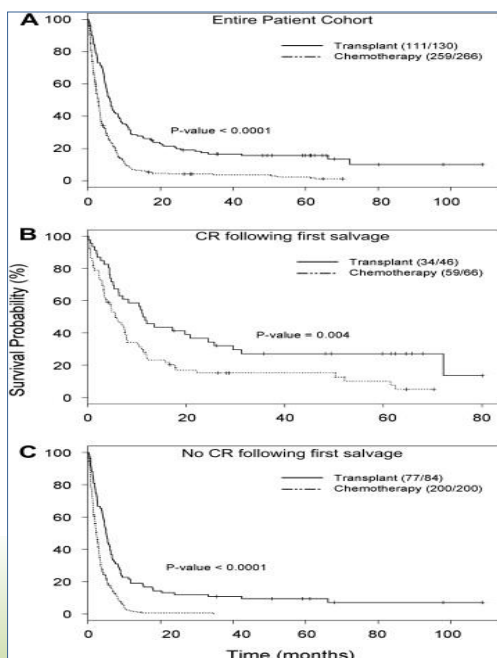 A Entire Patient Cohort
100
80
60
40
20
0
Transplant (111/130)
Chemotherapy (259/266)
P-value < 0.0001
0 20 40 60 80 100
B CR following first salvage
100
80
60
40
20
0
Transplant (34/46)
Chemotherapy (59/66)
P-value = 0.004
0 20 40 60 80
Survival Probability (%)
C No CR following first salvage
100
80
60
40
20
0
Transplant (77/84)
Chemotherapy (200/200)
P-value < 0.0001
0 20 40 60 80 100
Time (months)